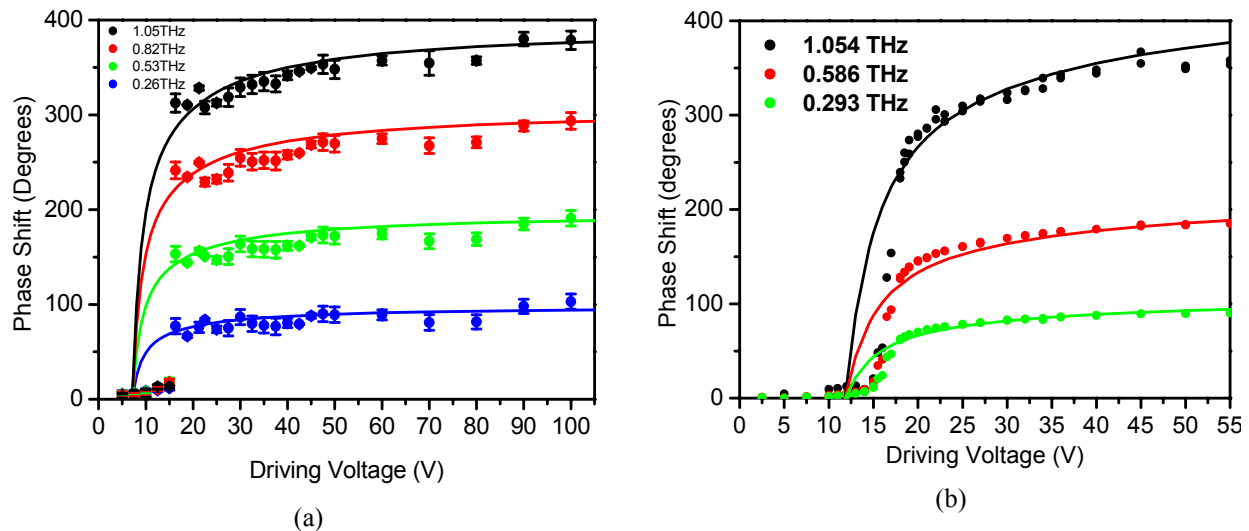 400
300
200
100
0
Phase Shift (Degrees)
1.05THz
0.82THz
0.53THz
0.26THz
0 10 20 30 40 50 60 70 80 90 100
Driving Voltage (V)
(a)
400
300
200
100
0
Phase Shift (degrees)
1.054 THz
0.586 THz
0.293 THz
0 5 10 15 20 25 30 35 40 45 50 55
Driving Voltage (V)
(b)